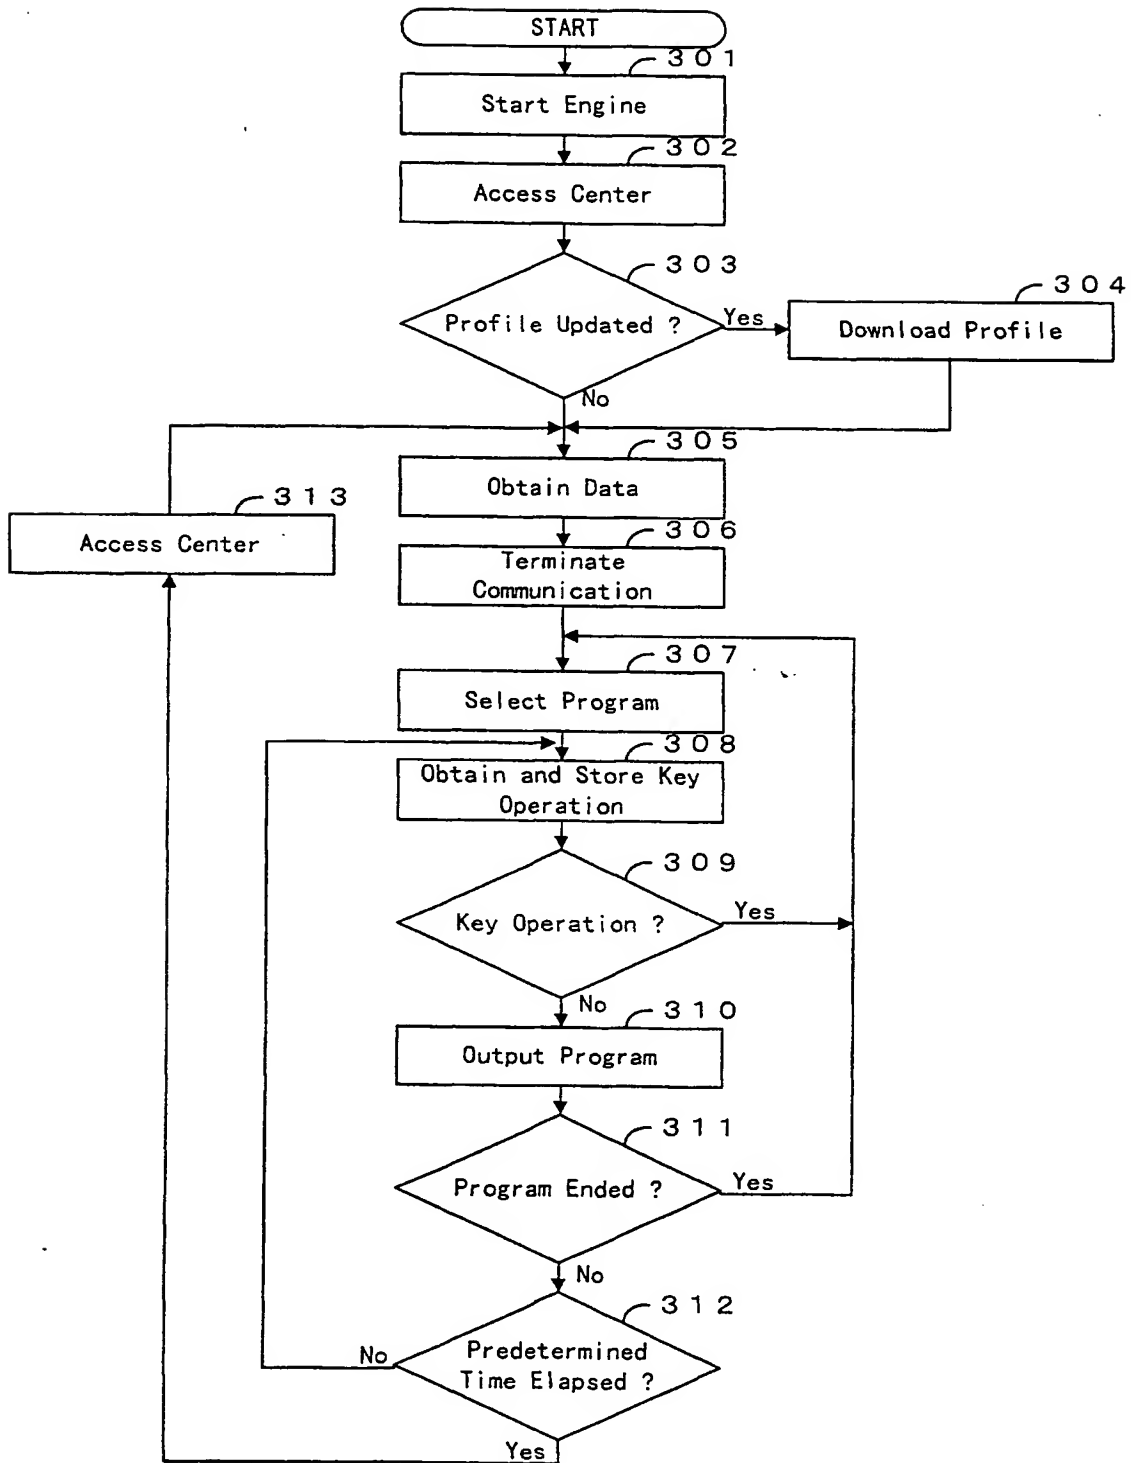 START
301
Start Engine
302
Access Center
303
Profile Updated ?
Yes
304
Download Profile
No
305
Obtain Data
313
Access Center
306
Terminate
Communication
307
Select Program
308
Obtain and Store Key
Operation
309
Key Operation ?
Yes
No
310
Output Program
311
Program Ended ?
Yes
No
312
Predetermined
Time Elapsed ?
No
Yes